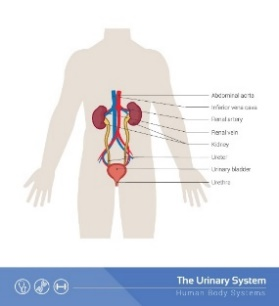 Abdominal aorta
Inferior vena cava
Renal artery
Renal vein
Kidney
Ureter
Urinary bladder
Urethra
The Urinary System
Human Body Systems